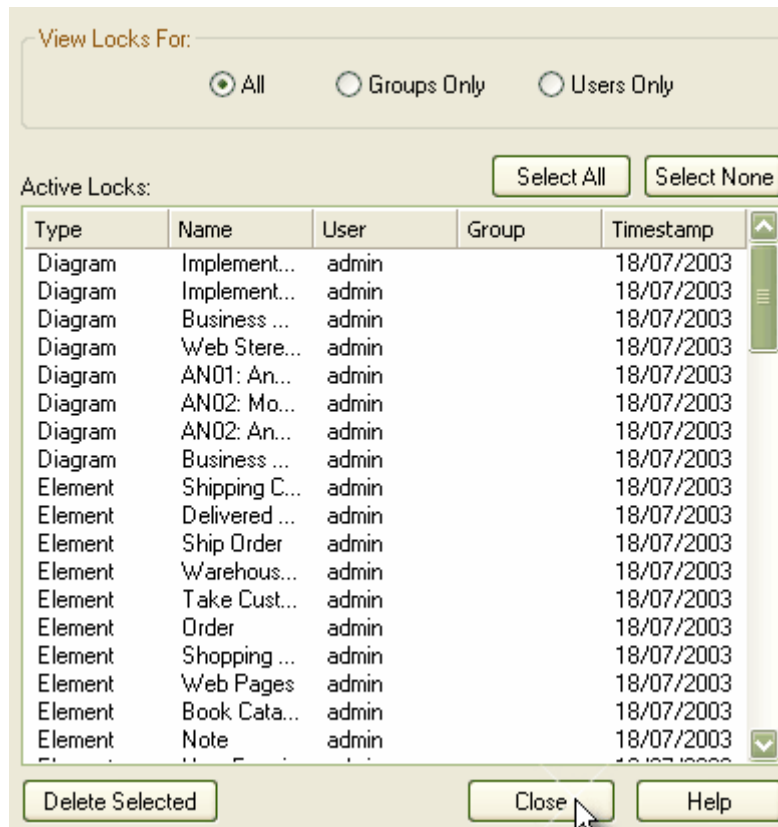 View Locks For:
All Groups Only Users Only
Active Locks: Select All Select None
Type Name User Group Timestamp
Diagram Implement... admin 18/07/2003
Diagram Implement... admin 18/07/2003
Diagram Business ... admin 18/07/2003
Diagram Web Stere... admin 18/07/2003
Diagram AN01: An... admin 18/07/2003
Diagram AN02: Mo... admin 18/07/2003
Diagram AN02: An... admin 18/07/2003
Diagram Business ... admin 18/07/2003
Element Shipping C... admin 18/07/2003
Element Delivered ... admin 18/07/2003
Element Ship Order admin 18/07/2003
Element Warehous... admin 18/07/2003
Element Take Cust... admin 18/07/2003
Element Order admin 18/07/2003
Element Shopping ... admin 18/07/2003
Element Web Pages admin 18/07/2003
Element Book Cata... admin 18/07/2003
Element Note admin 18/07/2003
Delete Selected Close Help